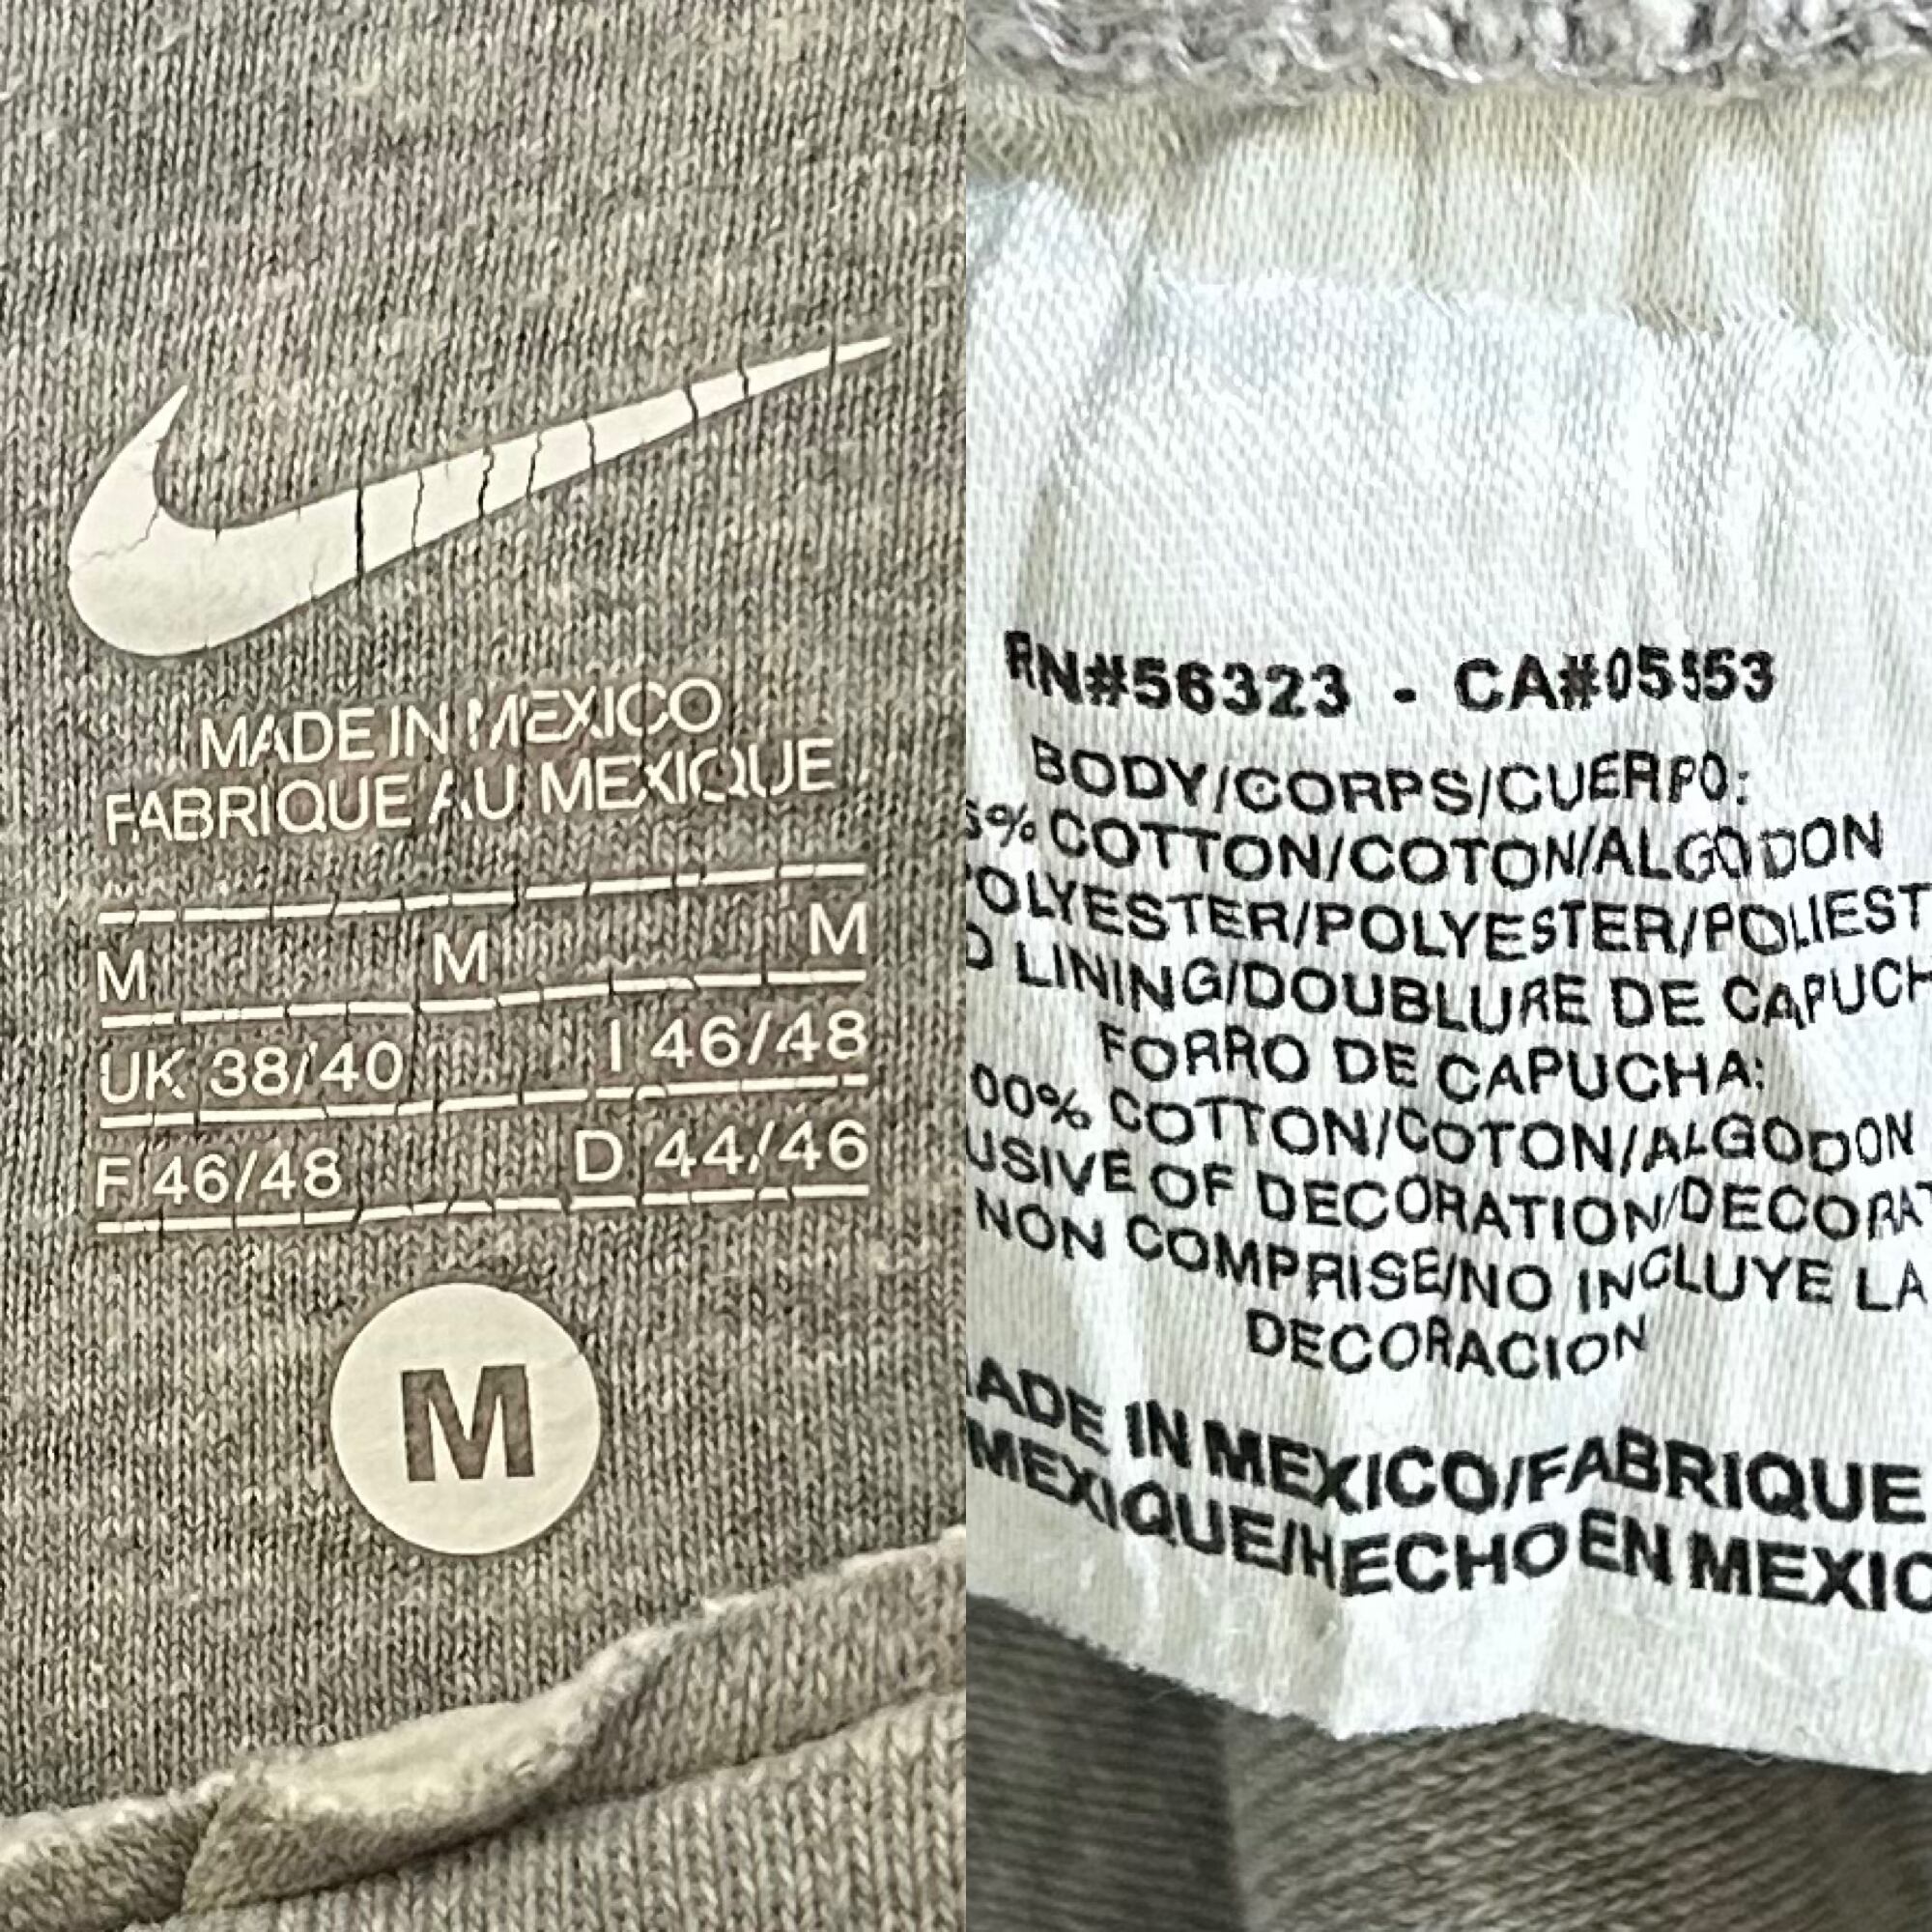 MADE IN MEXICO
FABRIQUE AU MEXIQUE
M M M
UK 38/40 I 46/48
F 46/48 D 44/46
M
RN#56323 - CA#05553
BODY/CORPS/CUERPO:
% COTTON/COTON/ALGODON
OLYESTER/POLYESTER/POLIEST
D LINING/DOUBLURE DE CAPUCH
FORRO DE CAPUCHA:
00% COTTON/COTON/ALGODON
USIVE OF DECORATION/DECORAT
NON COMPRISE/NO INCLUYE LA
DECORACION
ADE IN MEXICO/FABRIQUE
MEXIQUE/HECHO EN MEXIC